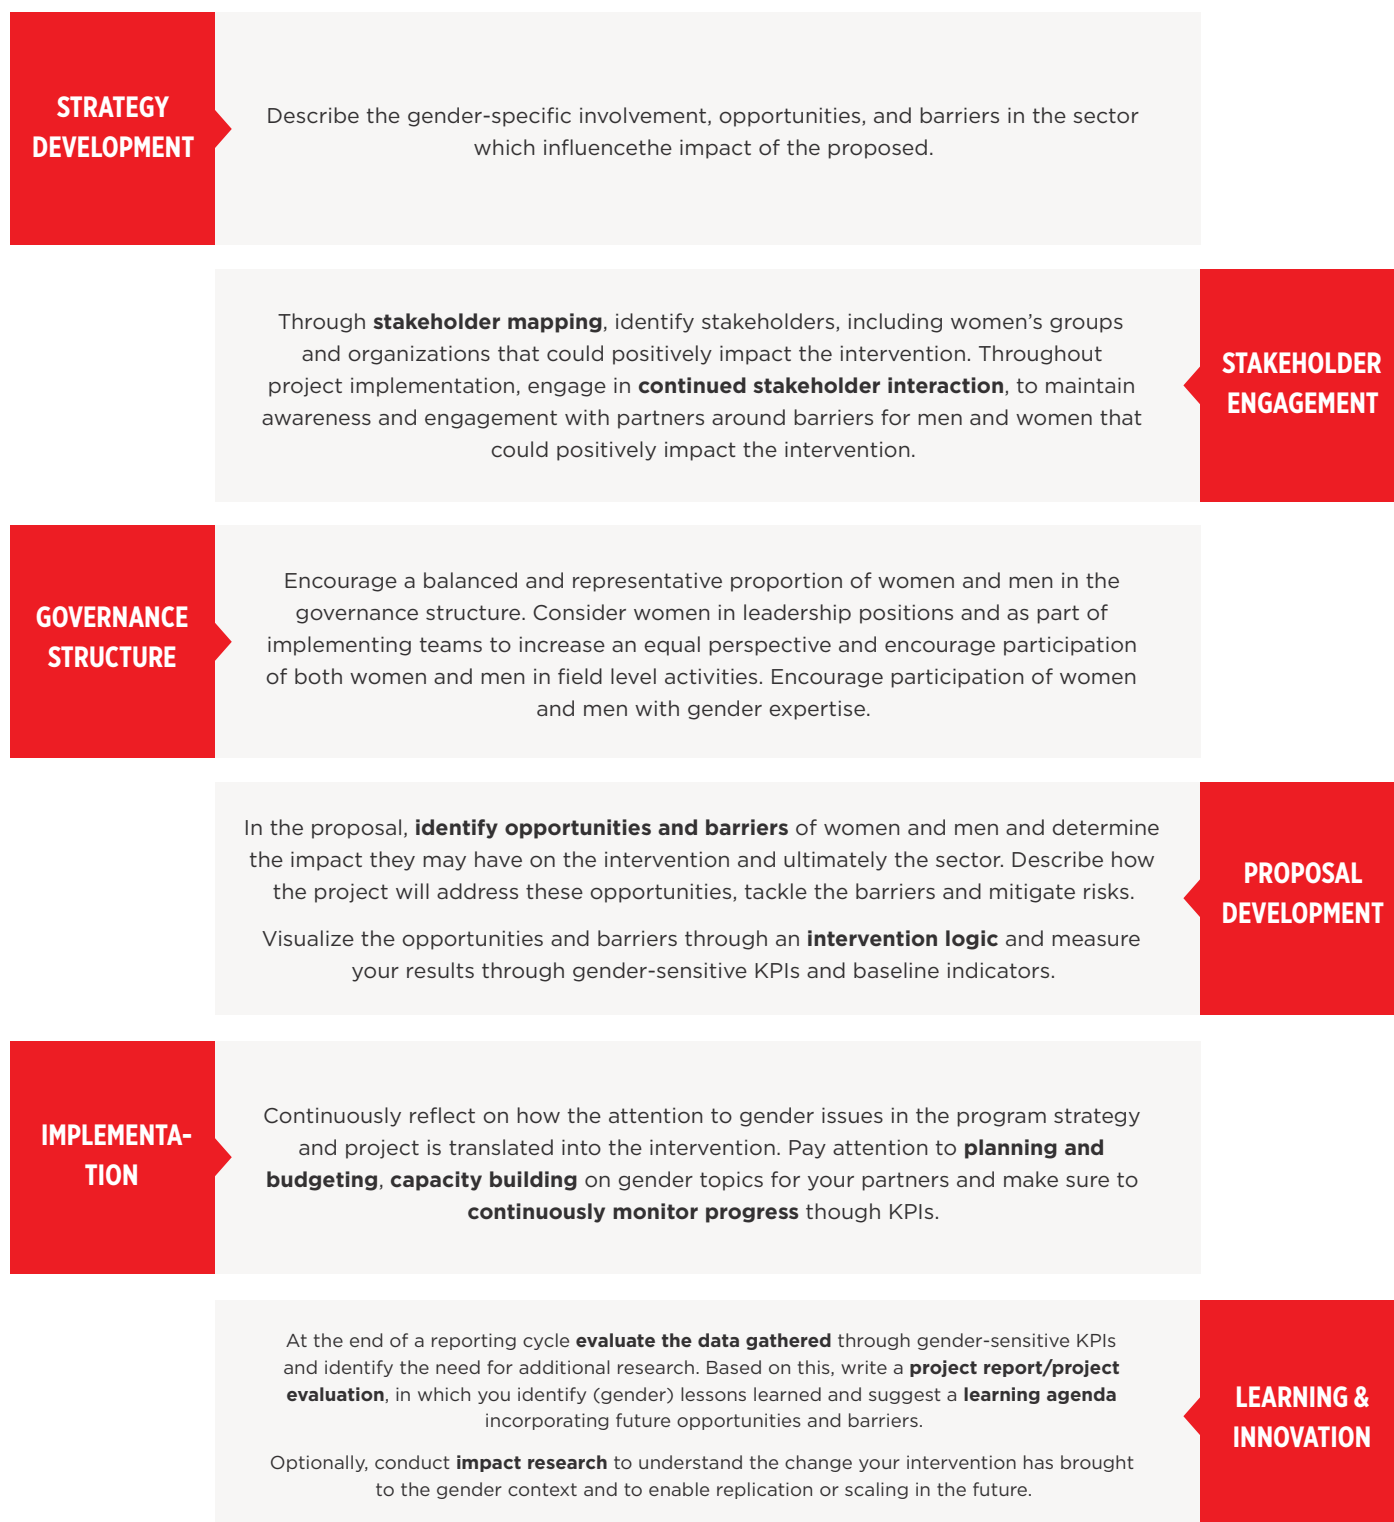 STRATEGY
DEVELOPMENT
Describe the gender-specific involvement, opportunities, and barriers in the sector
which influencethe impact of the proposed.
Through stakeholder mapping, identify stakeholders, including women’s groups
and organizations that could positively impact the intervention. Throughout
project implementation, engage in continued stakeholder interaction, to maintain
awareness and engagement with partners around barriers for men and women that
could positively impact the intervention.
STAKEHOLDER
ENGAGEMENT
GOVERNANCE
STRUCTURE
Encourage a balanced and representative proportion of women and men in the
governance structure. Consider women in leadership positions and as part of
implementing teams to increase an equal perspective and encourage participation
of both women and men in field level activities. Encourage participation of women
and men with gender expertise.
In the proposal, identify opportunities and barriers of women and men and determine
the impact they may have on the intervention and ultimately the sector. Describe how
the project will address these opportunities, tackle the barriers and mitigate risks.
Visualize the opportunities and barriers through an intervention logic and measure
your results through gender-sensitive KPIs and baseline indicators.
PROPOSAL
DEVELOPMENT
IMPLEMENTA-
TION
Continuously reflect on how the attention to gender issues in the program strategy
and project is translated into the intervention. Pay attention to planning and
budgeting, capacity building on gender topics for your partners and make sure to
continuously monitor progress though KPIs.
At the end of a reporting cycle evaluate the data gathered through gender-sensitive KPIs
and identify the need for additional research. Based on this, write a project report/project
evaluation, in which you identify (gender) lessons learned and suggest a learning agenda
incorporating future opportunities and barriers.
Optionally, conduct impact research to understand the change your intervention has brought
to the gender context and to enable replication or scaling in the future.
LEARNING &
INNOVATION